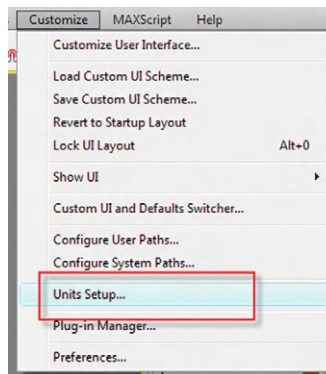 Customize MAXScript Help
Customize User Interface...
Load Custom UI Scheme...
Save Custom UI Scheme...
Revert to Startup Layout
Lock UI Layout Alt+0
Show UI
Custom UI and Defaults Switcher...
Configure User Paths...
Configure System Paths...
Units Setup...
Plug-in Manager...
Preferences...